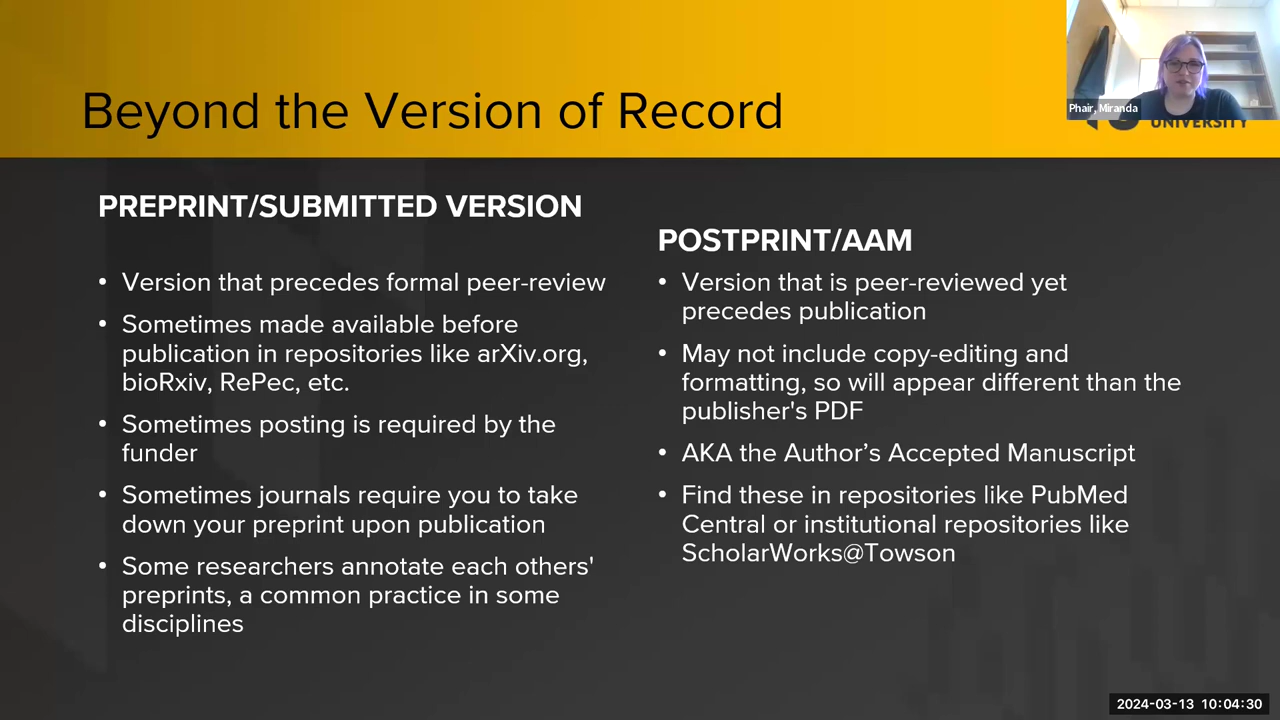 Beyond the Version of Record
Phair, Miranda
UNIVERSITY
PREPRINT/SUBMITTED VERSION
• Version that precedes formal peer-review
• Sometimes made available before
publication in repositories like arXiv.org,
bioRxiv, RePec, etc.
• Sometimes posting is required by the
funder
• Sometimes journals require you to take
down your preprint upon publication
• Some researchers annotate each others'
preprints, a common practice in some
disciplines
POSTPRINT/AAM
• Version that is peer-reviewed yet
precedes publication
• May not include copy-editing and
formatting, so will appear different than the
publisher's PDF
• AKA the Author’s Accepted Manuscript
• Find these in repositories like PubMed
Central or institutional repositories like
ScholarWorks@Towson
2024-03-13 10:04:30